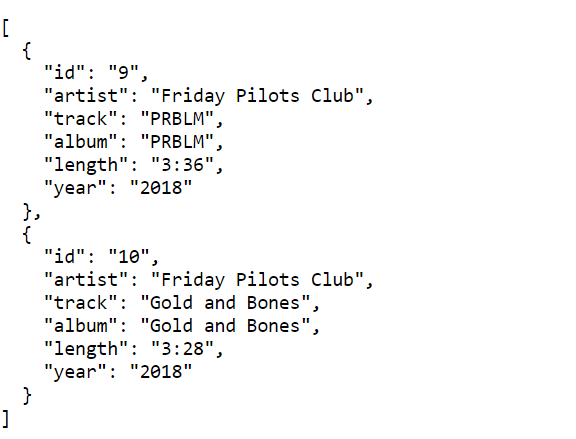 [
  {
    "id": "9",
    "artist": "Friday Pilots Club",
    "track": "PRBLM",
    "album": "PRBLM",
    "length": "3:36",
    "year": "2018"
  },
  {
    "id": "10",
    "artist": "Friday Pilots Club",
    "track": "Gold and Bones",
    "album": "Gold and Bones",
    "length": "3:28",
    "year": "2018"
  }
]